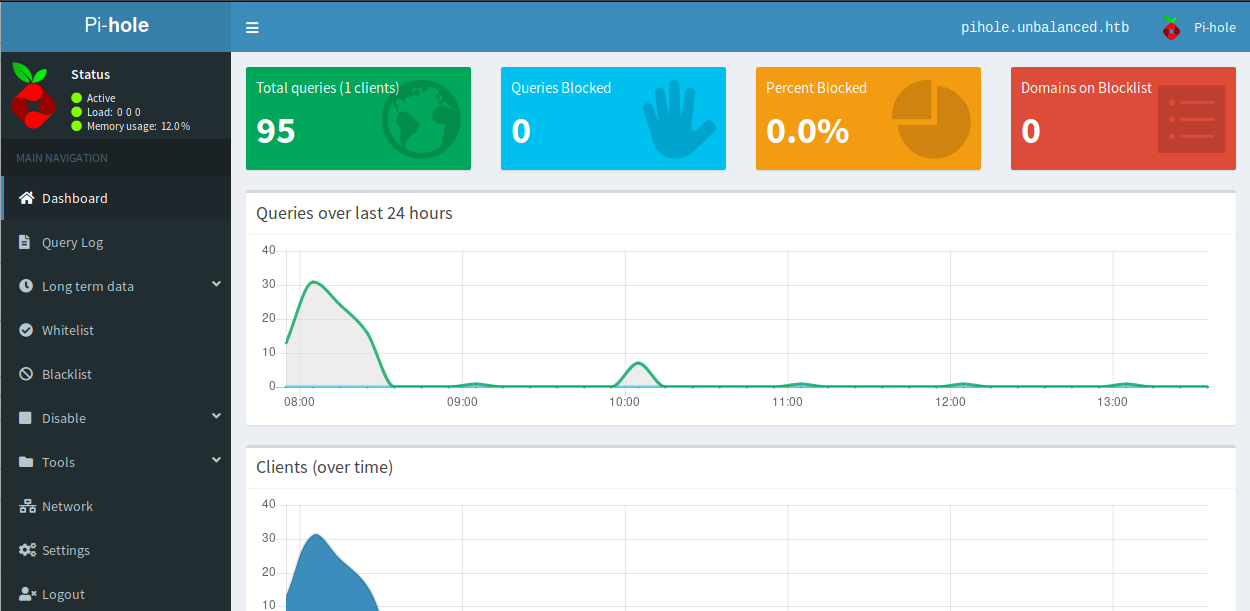 Pi-hole
pihole.unbalanced.htb
Pi-hole
Status
Active
Load: 0 0 0
Memory usage: 12.0 %
MAIN NAVIGATION
Dashboard
Query Log
Long term data
Whitelist
Blacklist
Disable
Tools
Network
Settings
Logout
Total queries (1 clients)
95
Queries Blocked
0
Percent Blocked
0.0%
Domains on Blocklist
0
Queries over last 24 hours
40
30
20
10
0
08:00 09:00 10:00 11:00 12:00 13:00
Clients (over time)
40
30
20
10